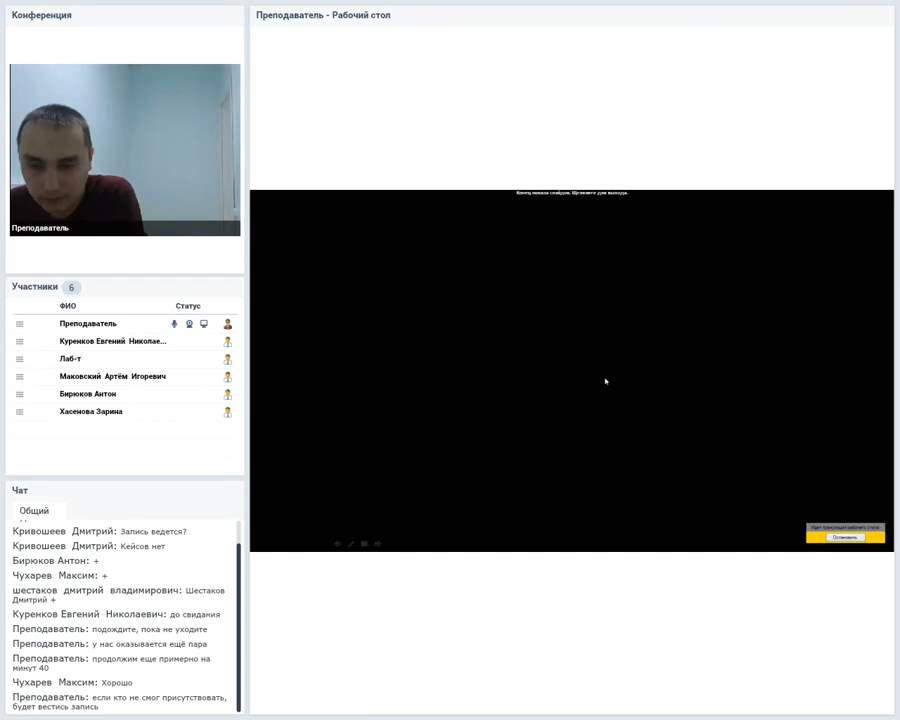 Конференция
Преподаватель
Участники 6
ФИО Статус
Преподаватель
Куренков Евгений Николае...
Лаб-т
Маковский Артём Игоревич
Бирюков Антон
Хасенова Зарина
Чат
Общий
Кривошеев Дмитрий: Запись ведется?
Кривошеев Дмитрий: Кейсов нет
Бирюков Антон: +
Чухарев Максим: +
шестаков дмитрий владимирович: Шестаков
Дмитрий +
Куренков Евгений Николаевич: до свидания
Преподаватель: подождите, пока не уходите
Преподаватель: у нас оказывается ещё пара
Преподаватель: продолжим еще примерно на
минут 40
Чухарев Максим: Хорошо
Преподаватель: если кто не смог присутствовать,
будет вестись запись
Преподаватель - Рабочий стол
Конец показа слайдов. Щелкните для выхода.
Идет трансляция рабочего стола
Остановить